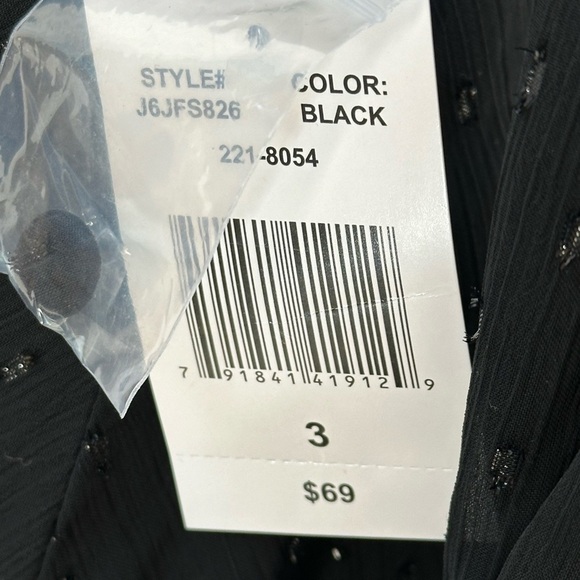 STYLE# COLOR:
J6JFS826 BLACK
221-8054
7 91841 41912 9
3
$69